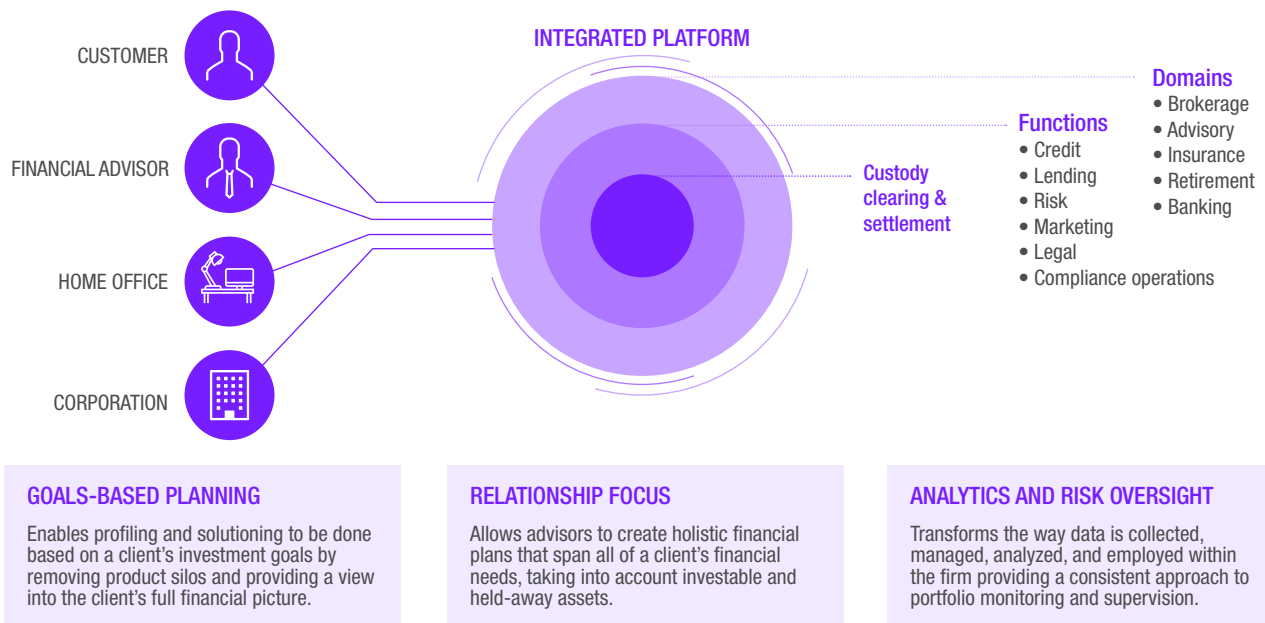 CUSTOMER
FINANCIAL ADVISOR
HOME OFFICE
CORPORATION
INTEGRATED PLATFORM
Custody
clearing &
settlement
Functions
• Credit
• Lending
• Risk
• Marketing
• Legal
• Compliance operations
Domains
• Brokerage
• Advisory
• Insurance
• Retirement
• Banking
GOALS-BASED PLANNING
Enables profiling and solutioning to be done
based on a client’s investment goals by
removing product silos and providing a view
into the client’s full financial picture.
RELATIONSHIP FOCUS
Allows advisors to create holistic financial
plans that span all of a client’s financial
needs, taking into account investable and
held-away assets.
ANALYTICS AND RISK OVERSIGHT
Transforms the way data is collected,
managed, analyzed, and employed within
the firm providing a consistent approach to
portfolio monitoring and supervision.